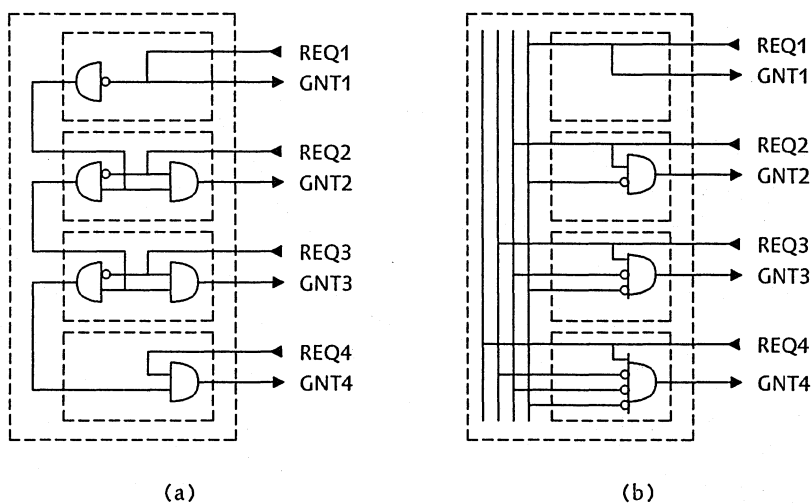 REQ1
GNT1
REQ2
GNT2
REQ3
GNT3
REQ4
GNT4
(a)
REQ1
GNT1
REQ2
GNT2
REQ3
GNT3
REQ4
GNT4
(b)